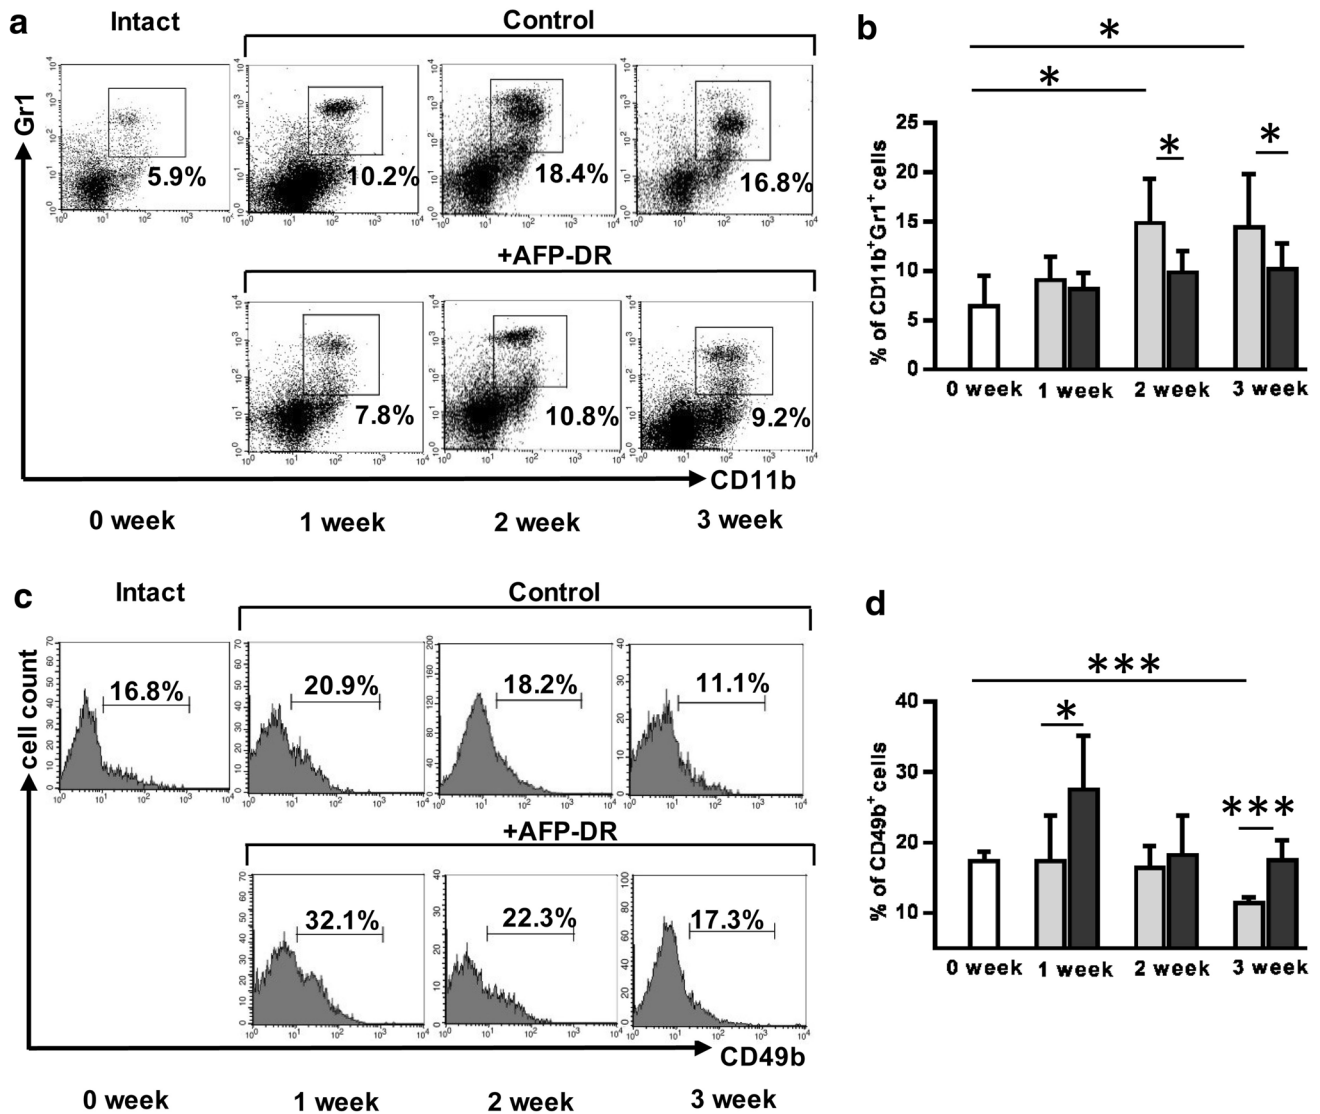 a
Intact
Control
Gr1
5.9%
10.2%
18.4%
16.8%
+AFP-DR
7.8%
10.8%
9.2%
CD11b
0 week
1 week
2 week
3 week
b
*
*
*
*
% of CD11b⁺Gr1⁺ cells
25
20
15
10
5
0
0 week
1 week
2 week
3 week
c
Intact
Control
cell count
16.8%
20.9%
18.2%
11.1%
+AFP-DR
32.1%
22.3%
17.3%
CD49b
0 week
1 week
2 week
3 week
d
***
*
***
% of CD49b⁺ cells
40
30
20
10
0 week
1 week
2 week
3 week